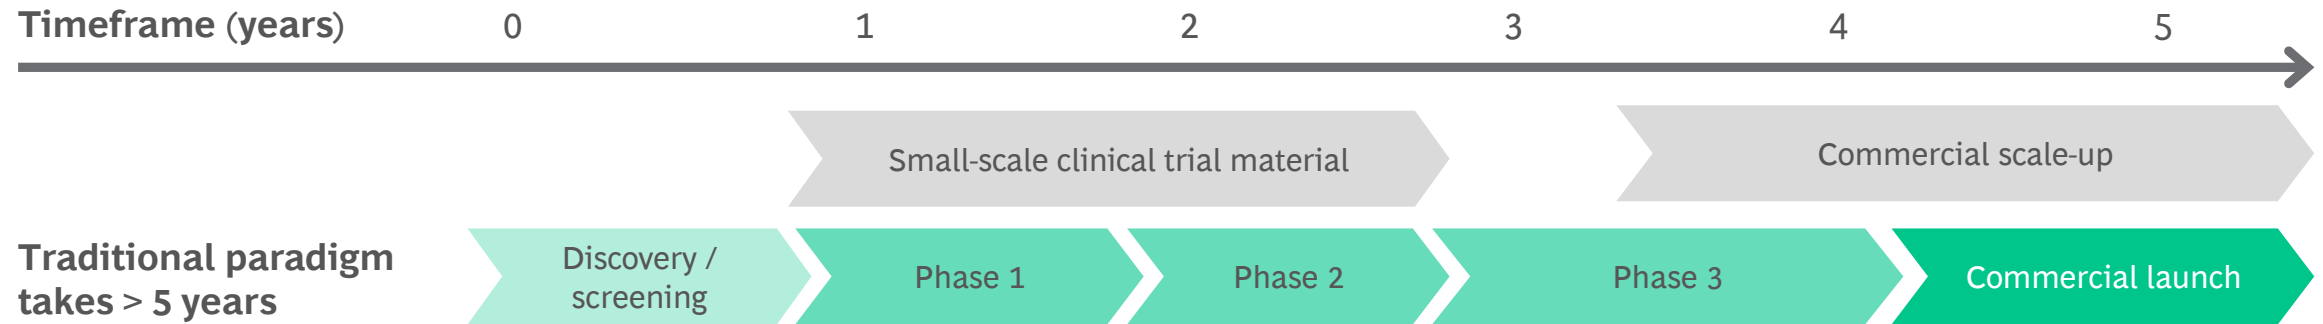 Timeframe (years) 0 1 2 3 4 5
Small-scale clinical trial material
Commercial scale-up
Traditional paradigm
takes > 5 years
Discovery /
screening
Phase 1
Phase 2
Phase 3
Commercial launch